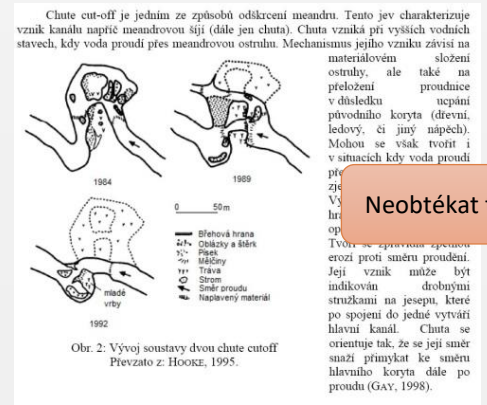 Chute cut-off je jedním ze způsobů odškrcení meandru. Tento jev charakterizuje
vznik kanálu napříč meandrovou šíjí (dále jen chuta). Chuta vzniká při vyšších vodních
stavech, kdy voda proudí přes meandrovou ostruhu. Mechanismus jejího vzniku závisí na
materiálovém složení
ostruhy, ale také na
přeložení proudnice
v důsledku ucpání
původního koryta (dřevní,
ledový, či jiný nápěch).
Mohou se však tvořit i
v situacích kdy voda proudí
pře
zje
Vý
hra
op
Tvoří se zpravidla zpětnou
erozí proti směru proudění.
Její vznik může být
indikován drobnými
stružkami na jesepu, které
po spojení do jedné vytváří
hlavní kanál. Chuta se
orientuje tak, že se její směr
snaží přimykat ke směru
hlavního koryta dále po
proudu (GAY, 1998).
Neobtékat
1984
1989
0 50m
Břehová hrana
Oblázky a štěrk
Písek
Mělčiny
Tráva
Strom
Směr proudu
Naplavený materiál
mladé
vrby
1992
Obr. 2: Vývoj soustavy dvou chute cutoff
Převzato z: HOOKE, 1995.